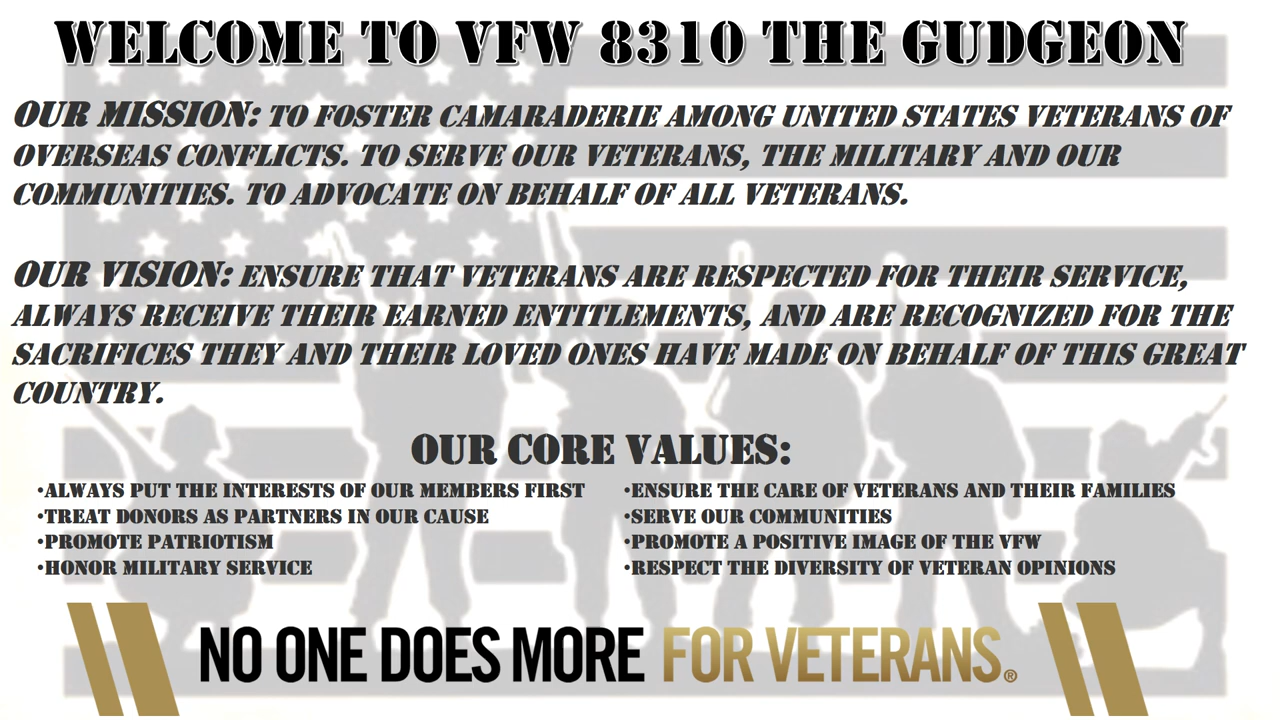 WELCOME TO VFW 8310 THE GUDGEON
OUR MISSION: TO FOSTER CAMARADERIE AMONG UNITED STATES VETERANS OF
OVERSEAS CONFLICTS. TO SERVE OUR VETERANS, THE MILITARY AND OUR
COMMUNITIES. TO ADVOCATE ON BEHALF OF ALL VETERANS.
OUR VISION: ENSURE THAT VETERANS ARE RESPECTED FOR THEIR SERVICE,
ALWAYS RECEIVE THEIR EARNED ENTITLEMENTS, AND ARE RECOGNIZED FOR THE
SACRIFICES THEY AND THEIR LOVED ONES HAVE MADE ON BEHALF OF THIS GREAT
COUNTRY.
OUR CORE VALUES:
•ALWAYS PUT THE INTERESTS OF OUR MEMBERS FIRST
•TREAT DONORS AS PARTNERS IN OUR CAUSE
•PROMOTE PATRIOTISM
•HONOR MILITARY SERVICE
•ENSURE THE CARE OF VETERANS AND THEIR FAMILIES
•SERVE OUR COMMUNITIES
•PROMOTE A POSITIVE IMAGE OF THE VFW
•RESPECT THE DIVERSITY OF VETERAN OPINIONS
NO ONE DOES MORE FOR VETERANS.®